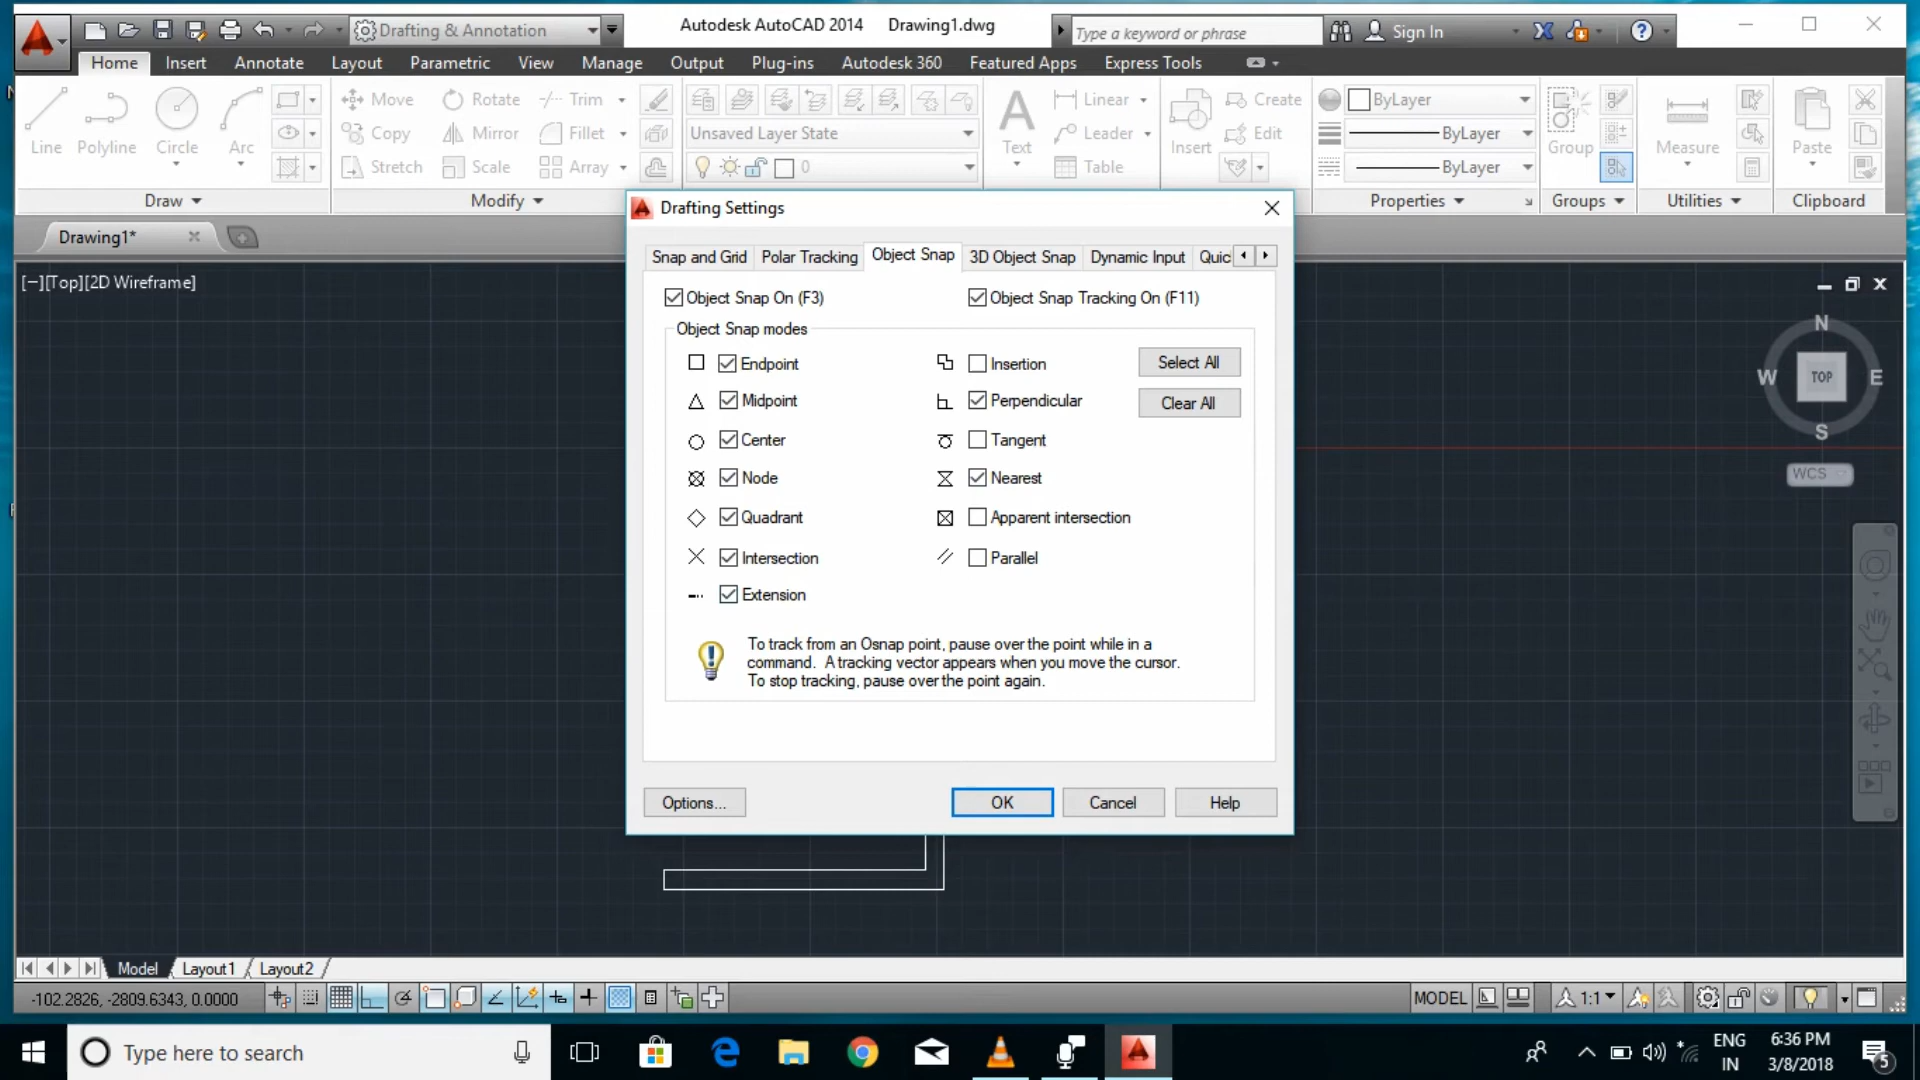 Drafting & Annotation
Autodesk AutoCAD 2014 Drawing1.dwg
Type a keyword or phrase
Sign In
Home Insert Annotate Layout Parametric View Manage Output Plug-ins Autodesk 360 Featured Apps Express Tools
Line Polyline Circle Arc
Move Rotate Trim
Copy Mirror Fillet
Stretch Scale Array
Unsaved Layer State
0
Text
Linear
Leader
Table
Insert
Create
Edit
ByLayer
ByLayer
ByLayer
Group
Measure
Paste
Draw Modify Properties Groups Utilities Clipboard
Drawing1*
[−][Top][2D Wireframe]
Drafting Settings
Snap and Grid Polar Tracking Object Snap 3D Object Snap Dynamic Input Quic
Object Snap On (F3) Object Snap Tracking On (F11)
Object Snap modes
Endpoint Insertion Select All
Midpoint Perpendicular Clear All
Center Tangent
Node Nearest
Quadrant Apparent intersection
Intersection Parallel
Extension
To track from an Osnap point, pause over the point while in a
command. A tracking vector appears when you move the cursor.
To stop tracking, pause over the point again.
Options... OK Cancel Help
N
W TOP E
S
WCS
Model Layout1 Layout2
-102.2826, -2809.6343, 0.0000
MODEL 1:1
Type here to search
ENG
IN
6:36 PM
3/8/2018
5